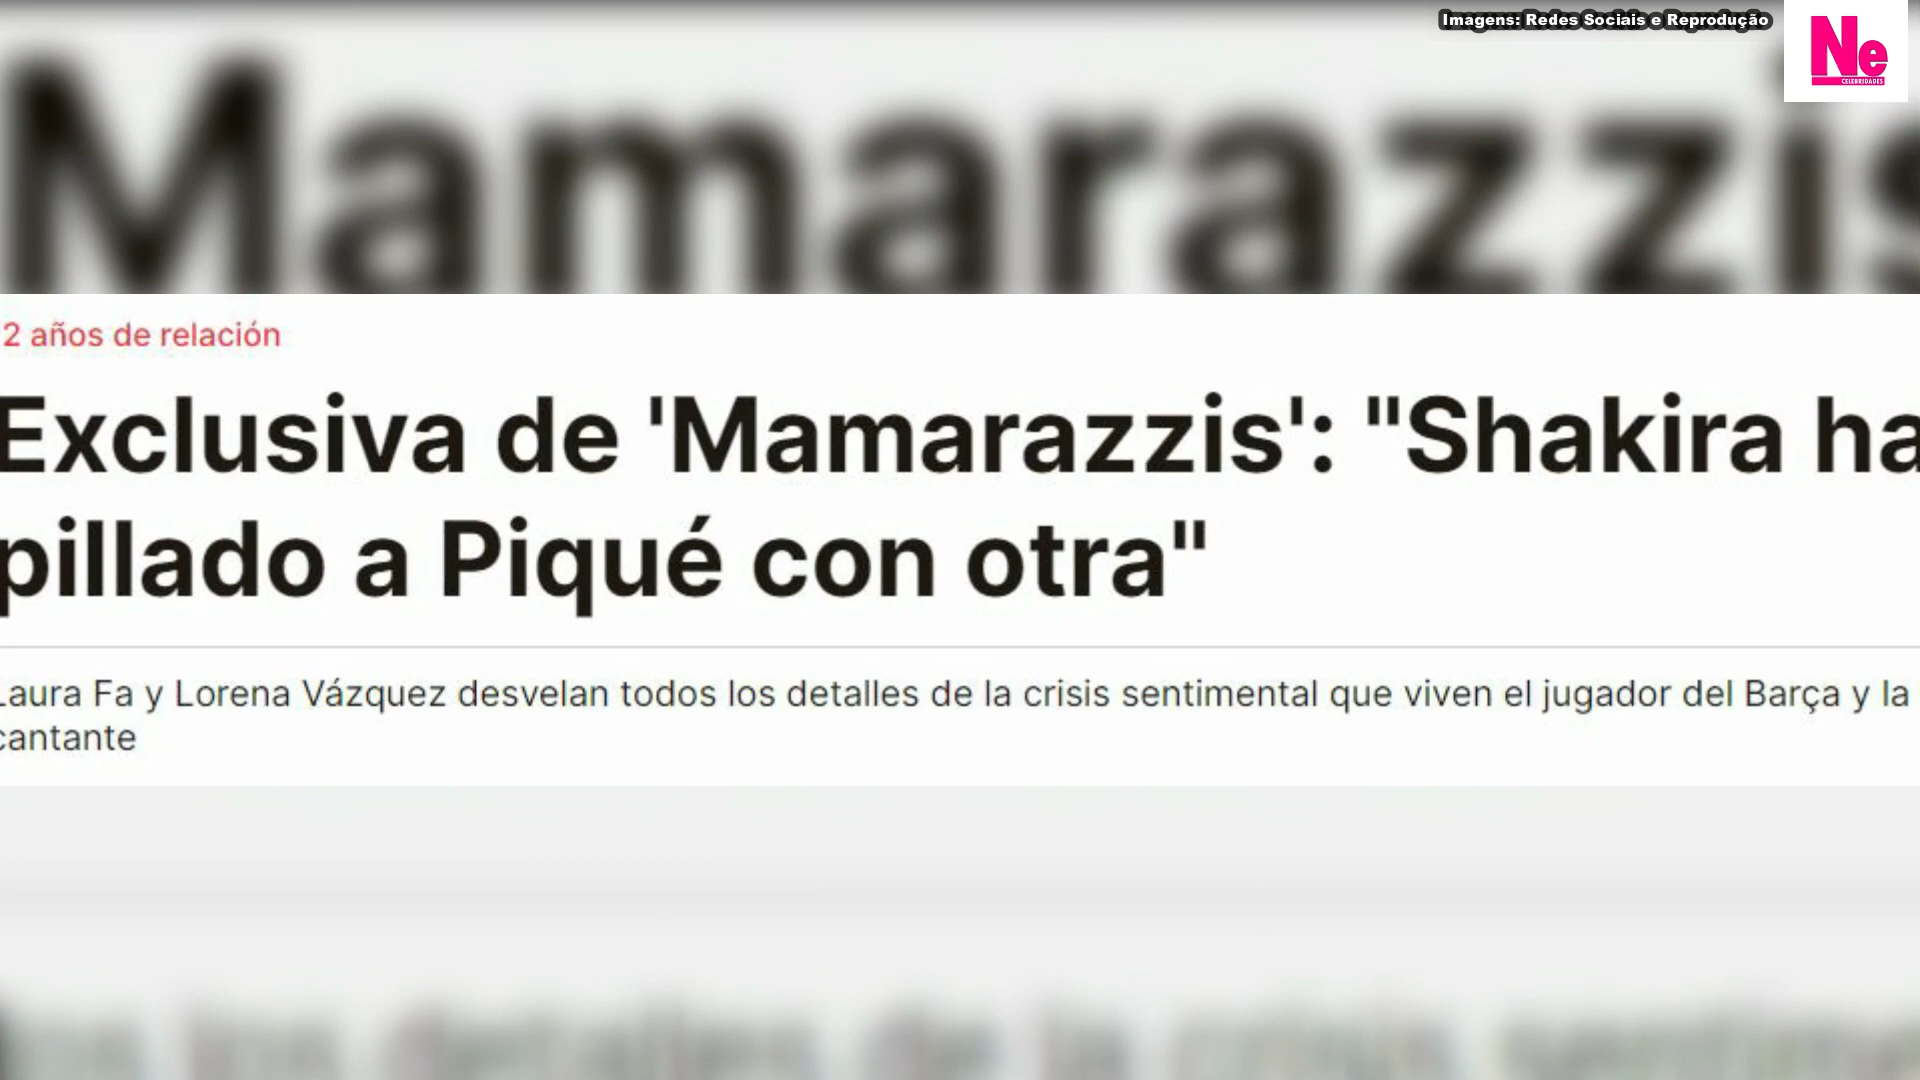 Imagens: Redes Sociais e Reprodução
Ne
CELEBRIDADES
Mamarazzis
2 años de relación
Exclusiva de 'Mamarazzis': "Shakira ha
pillado a Piqué con otra"
Laura Fa y Lorena Vázquez desvelan todos los detalles de la crisis sentimental que viven el jugador del Barça y la
cantante